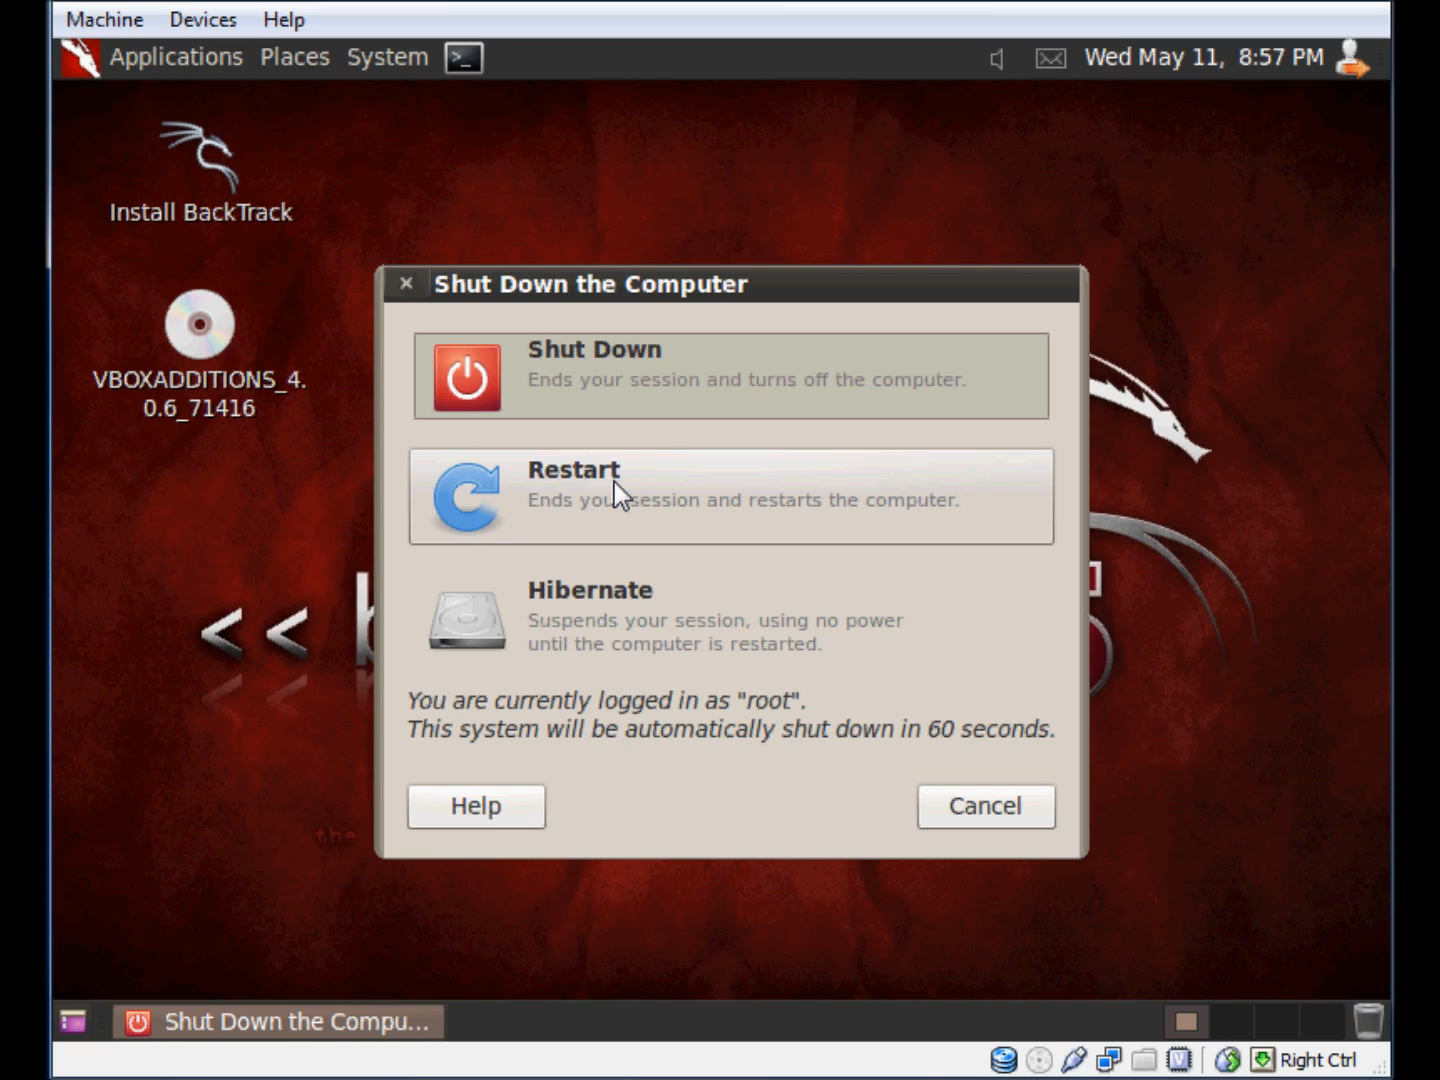 Machine Devices Help
Applications Places System Wed May 11, 8:57 PM
Install BackTrack
VBOXADDITIONS_4.
0.6_71416
Shut Down the Computer
Shut Down
Ends your session and turns off the computer.
Restart
Ends your session and restarts the computer.
Hibernate
Suspends your session, using no power
until the computer is restarted.
<<
You are currently logged in as "root".
This system will be automatically shut down in 60 seconds.
Help Cancel
the
Shut Down the Compu...
Right Ctrl